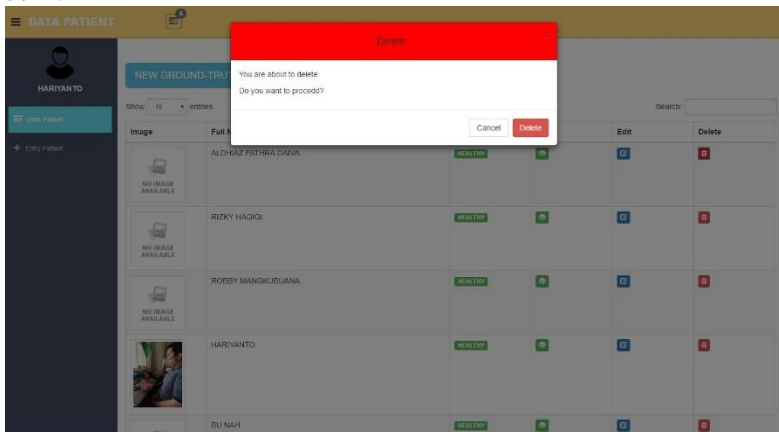 DATA PATIENT
4
Delete
You are about to delete
Do you want to procedd?
Cancel Delete
HARIYANTO
Data Patient
Entry Patient
NEW GROUND-TRU
Show 10 entries
Search:
Image Full N Edit Delete
NO IMAGE AVAILABLE
ALGHIAZ FATHRA DAIVA HEALTHY
NO IMAGE AVAILABLE
RIZKY HAQIQI HEALTHY
NO IMAGE AVAILABLE
ROBBY MANGKUBUANA HEALTHY
HARIYANTO HEALTHY
BU NAH HEALTHY